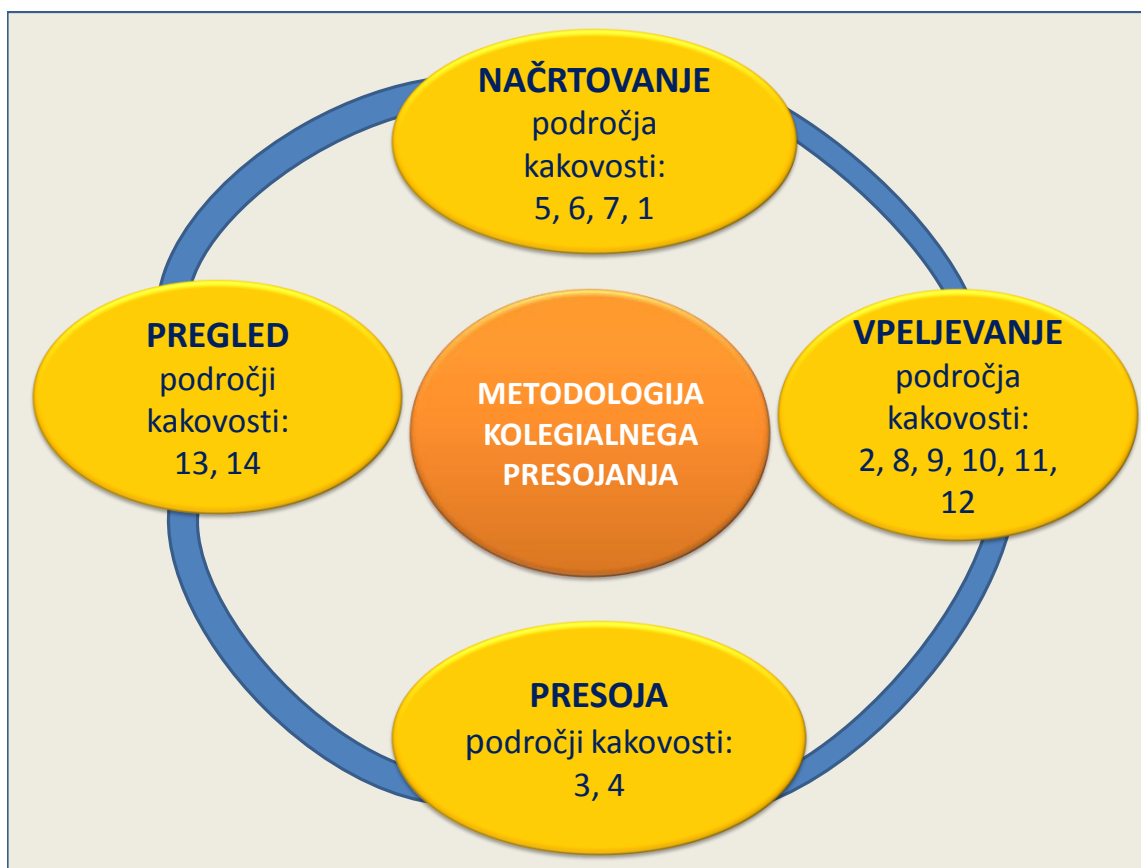 NAČRTOVANJE
področja
kakovosti:
5, 6, 7, 1
PREGLED
področji
kakovosti:
13, 14
METODOLOGIJA
KOLEGIALNEGA
PRESOJANJA
VPELJEVANJE
področja
kakovosti:
2, 8, 9, 10, 11,
12
PRESOJA
področji kakovosti:
3, 4